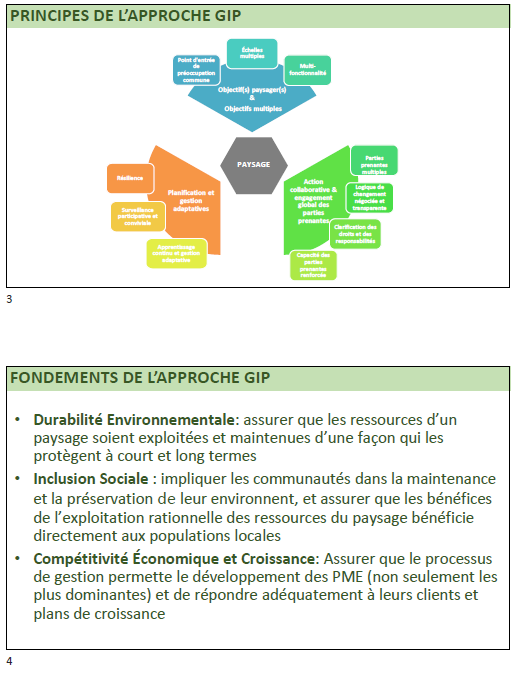 PRINCIPES DE L’APPROCHE GIP
Échelles
multiples
Point d'entrée
de
préoccupation
commune
Multi-
fonctionnalité
Objectif(s) paysager(s)
&
Objectifs multiples
PAYSAGE
Résilience
Surveillance
participative et
conviviale
Apprentissage
continu et gestion
adaptative
Planification et
gestion
adaptatives
Action
collaborative &
engagement
global des
parties
prenantes
Parties
prenantes
multiples
Logique de
changement
négociée et
transparente
Clarification des
droits et des
responsabilités
Capacité des
parties
prenantes
renforcée
3
FONDEMENTS DE L’APPROCHE GIP
• Durabilité Environnementale: assurer que les ressources d’un
paysage soient exploitées et maintenues d’une façon qui les
protègent à court et long termes
• Inclusion Sociale : impliquer les communautés dans la maintenance
et la préservation de leur environnent, et assurer que les bénéfices
de l’exploitation rationnelle des ressources du paysage bénéficie
directement aux populations locales
• Compétitivité Économique et Croissance: Assurer que le processus
de gestion permette le développement des PME (non seulement les
plus dominantes) et de répondre adéquatement à leurs clients et
plans de croissance
4